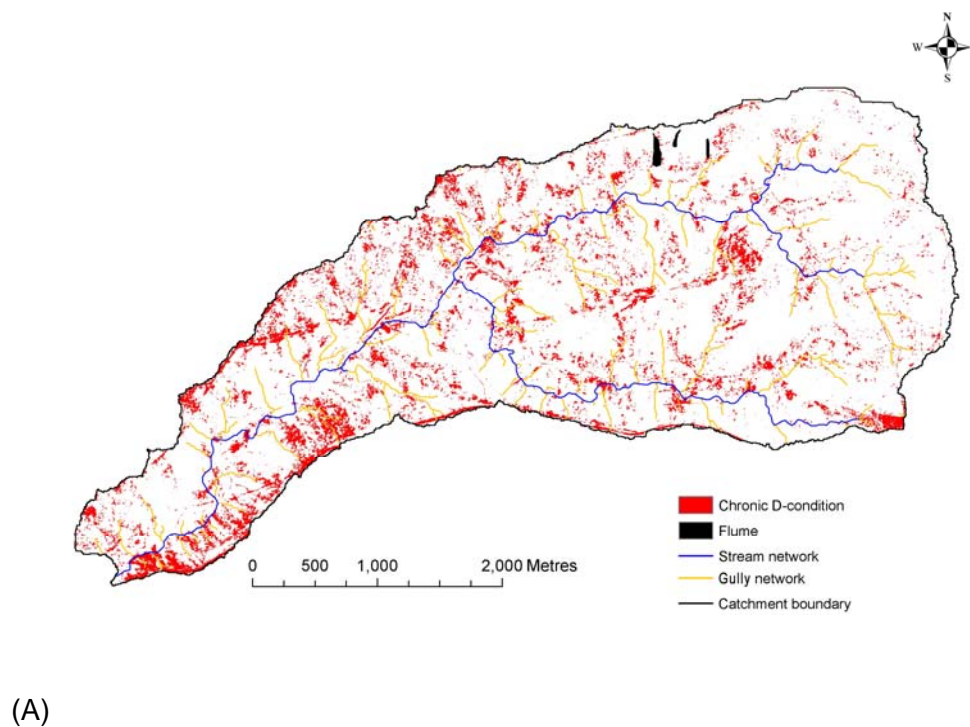 N
W
S
Chronic D-condition
Flume
Stream network
Gully network
Catchment boundary
0 500 1,000 2,000 Metres
(A)